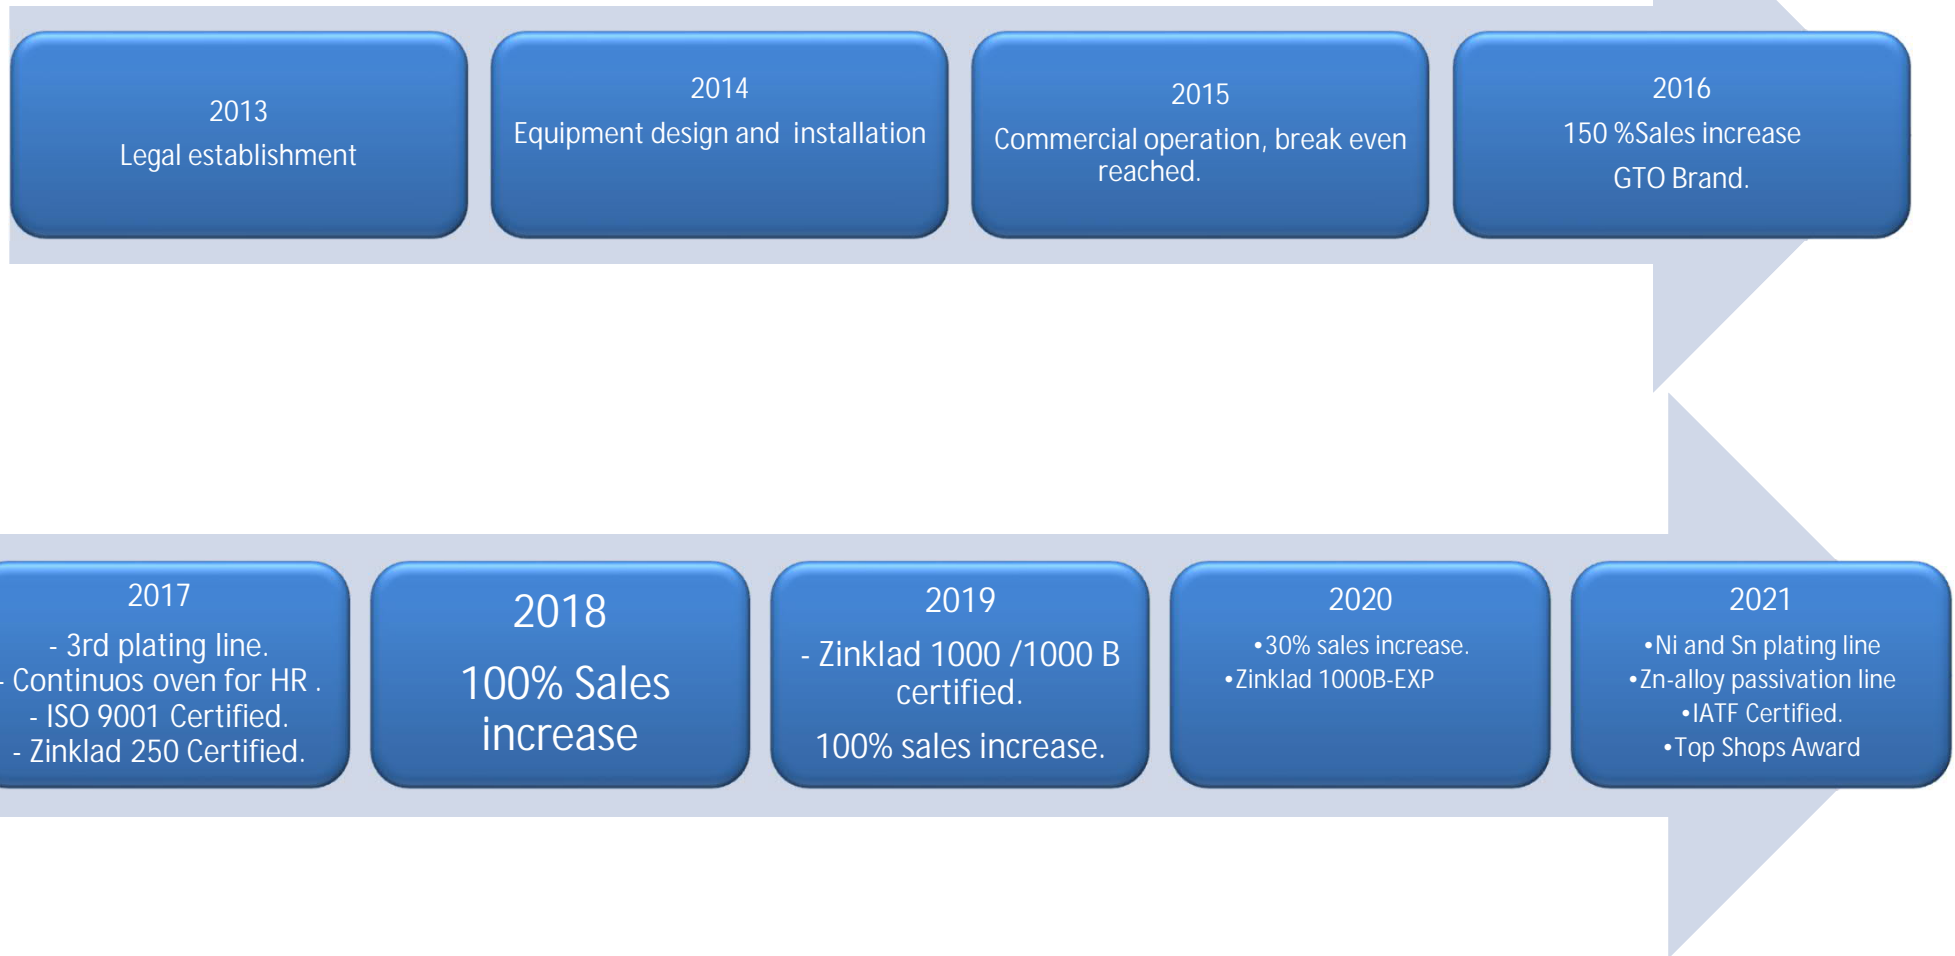 2013
Legal establishment
2014
Equipment design and installation
2015
Commercial operation, break even
reached.
2016
150 %Sales increase
GTO Brand.
2017
- 3rd plating line.
- Continuos oven for HR .
- ISO 9001 Certified.
- Zinklad 250 Certified.
2018
100% Sales
increase
2019
- Zinklad 1000 /1000 B
certified.
100% sales increase.
2020
•30% sales increase.
•Zinklad 1000B-EXP
2021
•Ni and Sn plating line
•Zn-alloy passivation line
•IATF Certified.
•Top Shops Award